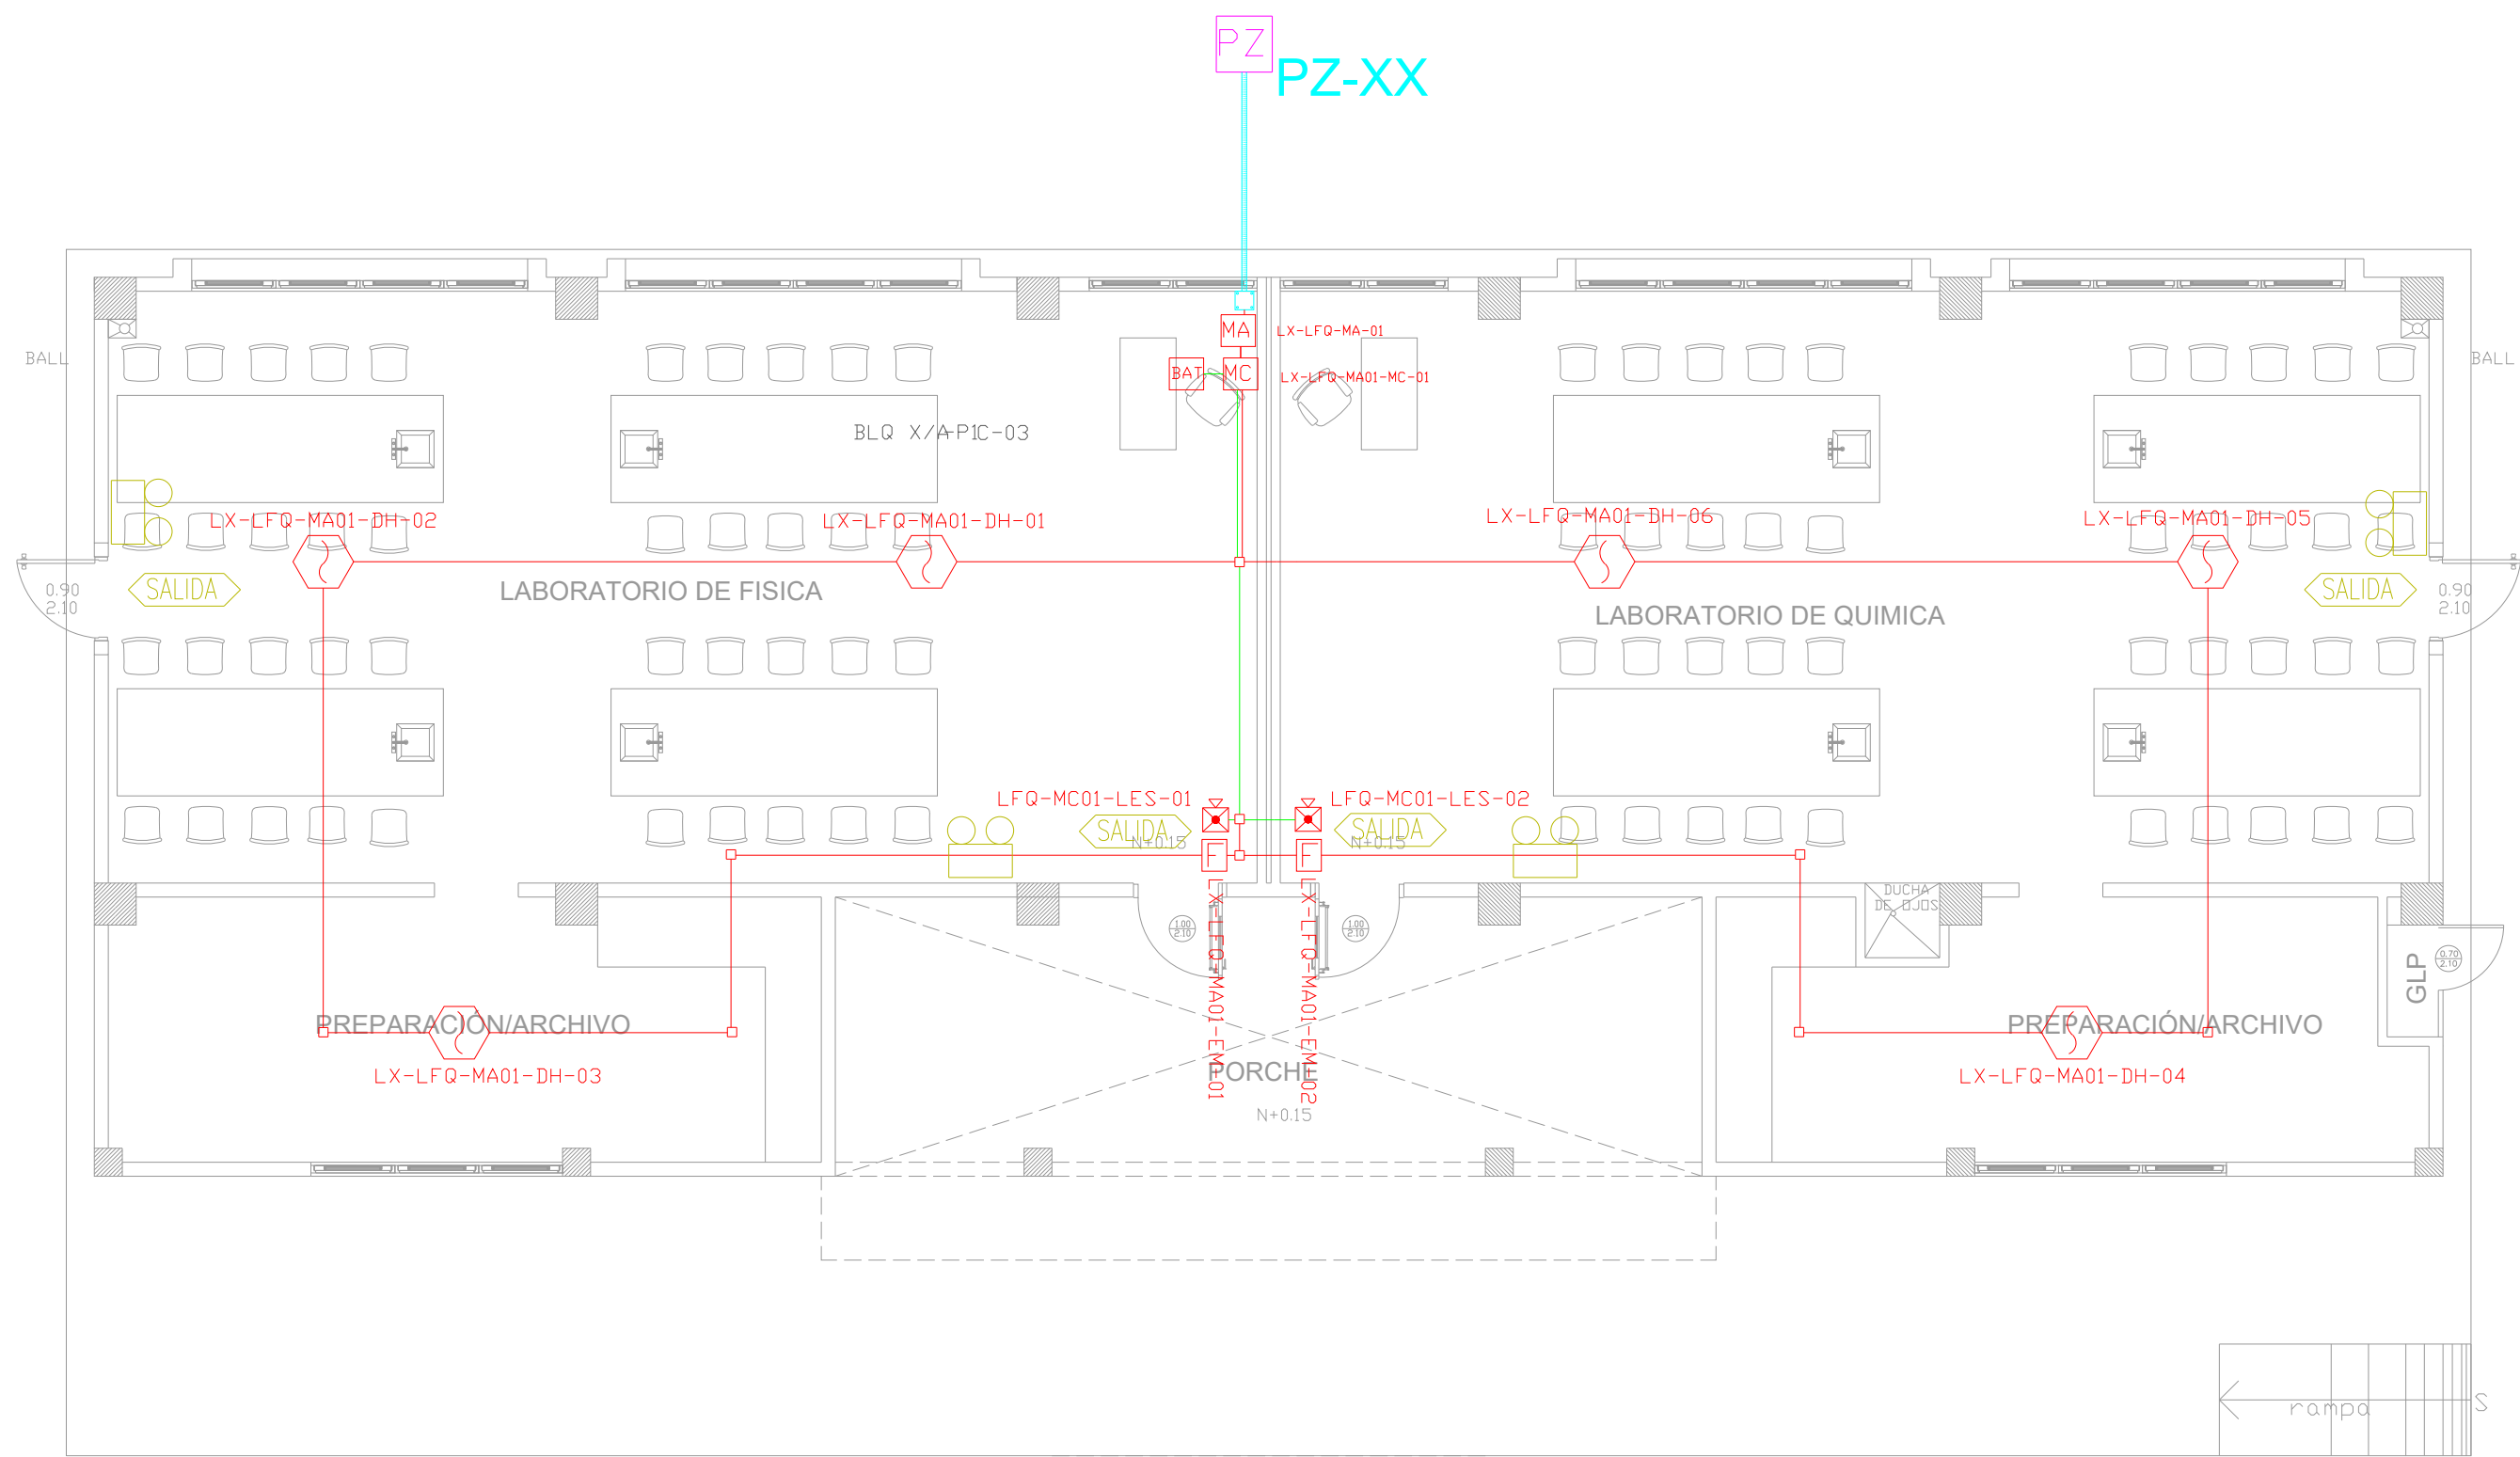 PZ
PZ-XX
MA
LX-LFQ-MA-01
BALL
BALL
BAT
MC
LX-LFQ-MA01-MC-01
BLQ X/A-P1C-03
LX-LFQ-MA01-DH-02
LX-LFQ-MA01-DH-01
LX-LFQ-MA01-DH-06
LX-LFQ-MA01-DH-05
0.90
2.10
SALIDA
LABORATORIO DE FISICA
LABORATORIO DE QUIMICA
SALIDA
0.90
2.10
LFQ-MC01-LES-01
LFQ-MC01-LES-02
SALIDA
N+0.15
SALIDA
N+0.15
F
F
LX-LFQ-MA01-EM-01
LX-LFQ-MA01-EM-02
DUCHA
DE OJOS
1.00
2.10
1.00
2.10
0.70
2.10
GLP
PREPARACIÓN/ARCHIVO
PREPARACIÓN/ARCHIVO
LX-LFQ-MA01-DH-03
PORCHE
LX-LFQ-MA01-DH-04
N+0.15
rampa
S